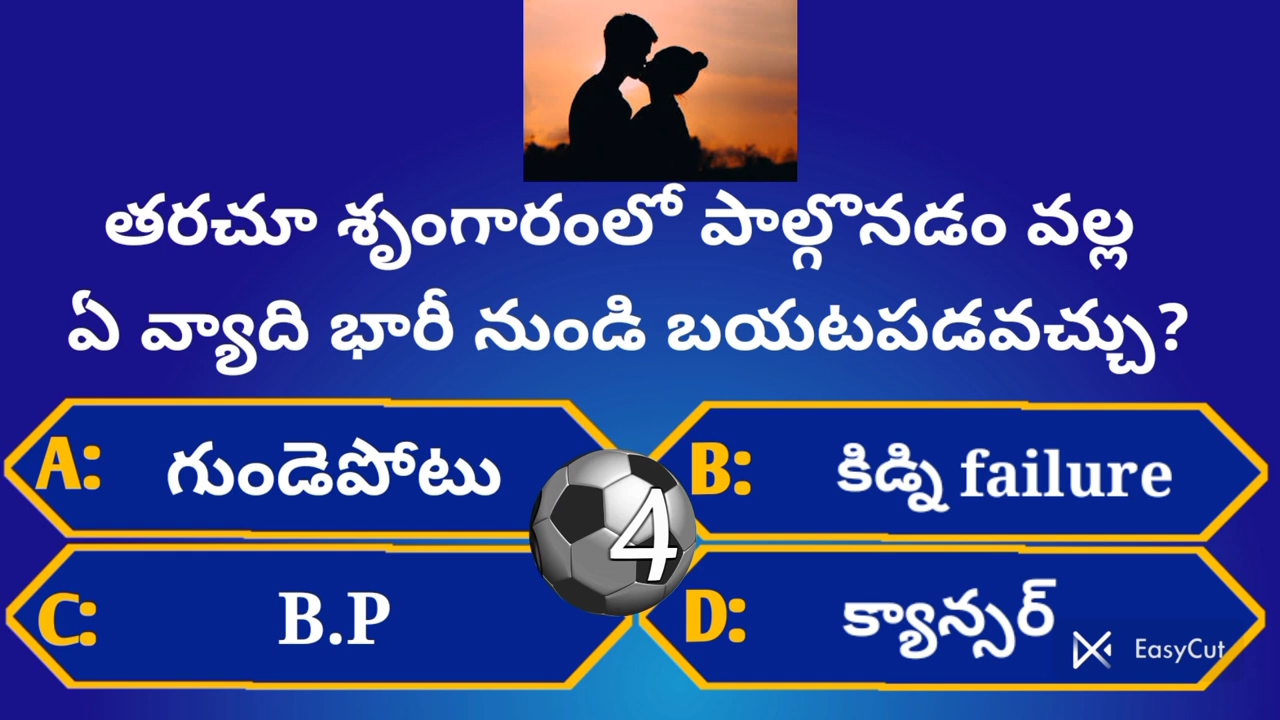 తరచూ శృంగారంలో పాల్గొనడం వల్ల
ఏ వ్యాది భారీ నుండి బయటపడవచ్చు?
A: గుండెపోటు
B: కిడ్ని failure
4
C: B.P
D: క్యాన్సర్
EasyCut